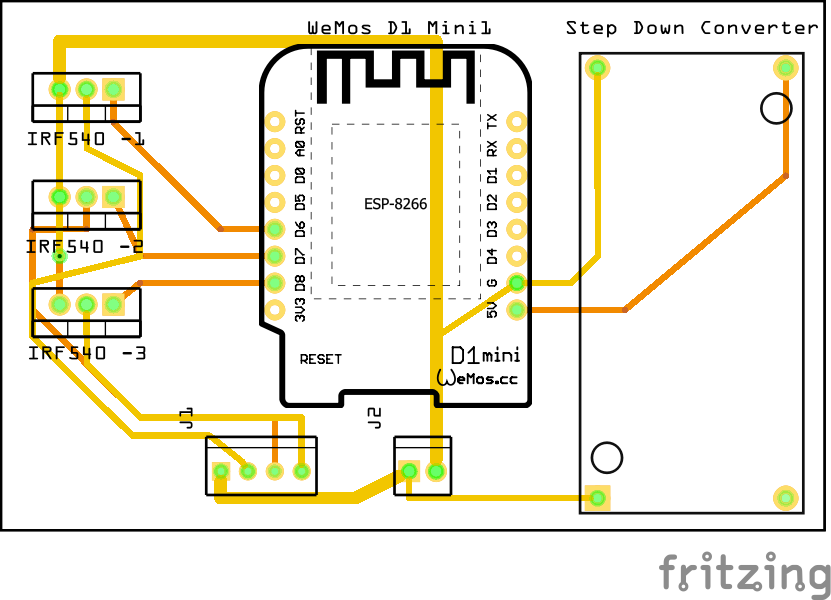 WeMos D1 Mini1
Step Down Converter
IRF540 -1
IRF540 -2
IRF540 -3
RST
A0
D0
D5
D6
D7
D8
3V3
TX
RX
D1
D2
D3
D4
G
5V
ESP-8266
RESET
D1mini
WeMos.cc
J1
J2
fritzing